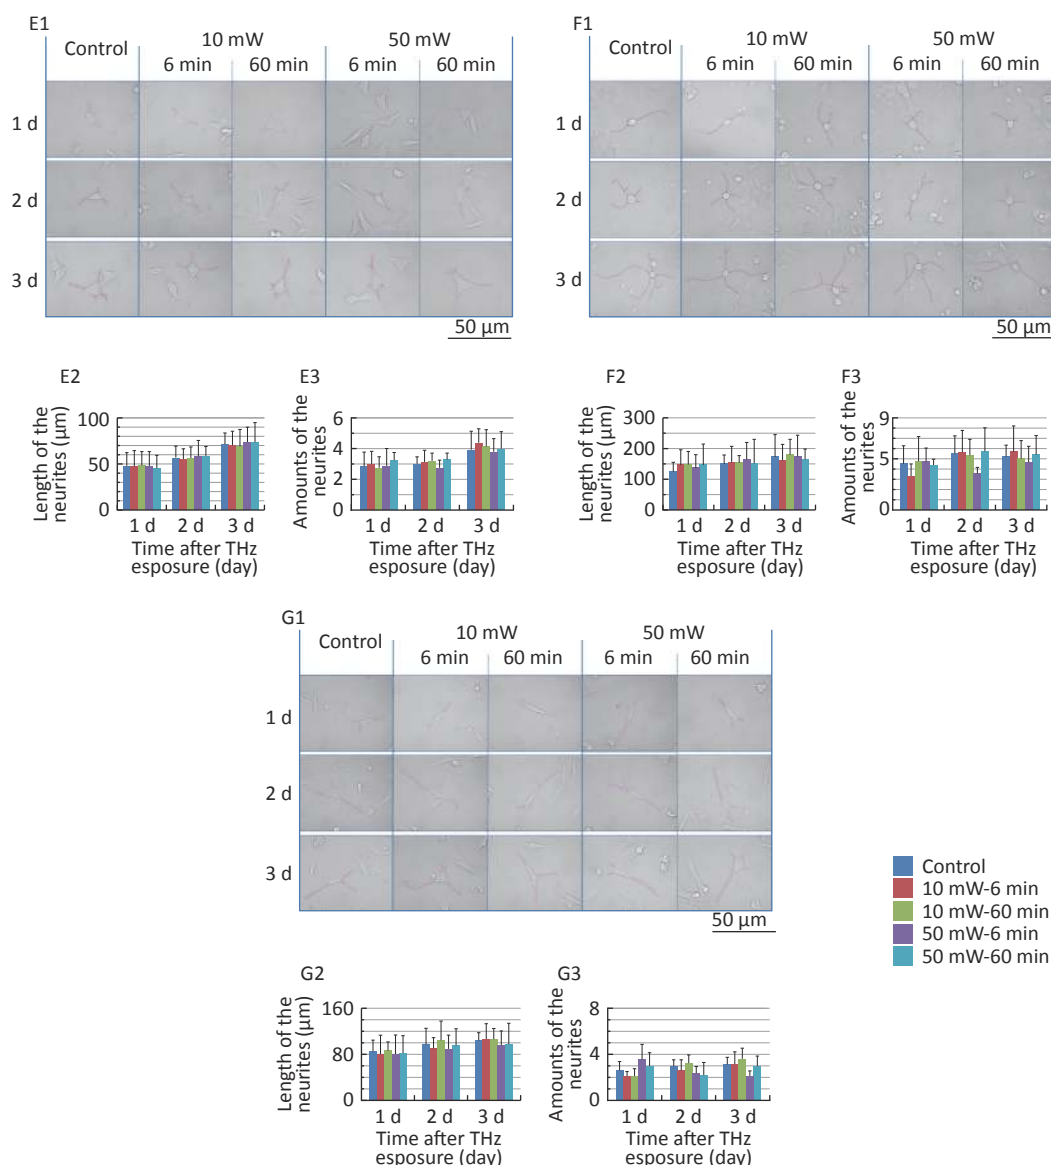 E1
Control 10 mW 50 mW
6 min 60 min 6 min 60 min
1 d
2 d
3 d
50 μm
F1
Control 10 mW 50 mW
6 min 60 min 6 min 60 min
1 d
2 d
3 d
50 μm
E2
Length of the
neurites (μm)
100
50
0
1 d 2 d 3 d
Time after THz
esposure (day)
E3
Amounts of the
neurites
6
4
2
0
1 d 2 d 3 d
Time after THz
esposure (day)
F2
Length of the
neurites (μm)
300
150
0
1 d 2 d 3 d
Time after THz
esposure (day)
F3
Amounts of the
neurites
9
5
0
1 d 2 d 3 d
Time after THz
esposure (day)
G1
Control 10 mW 50 mW
6 min 60 min 6 min 60 min
1 d
2 d
3 d
50 μm
Control
10 mW-6 min
10 mW-60 min
50 mW-6 min
50 mW-60 min
G2
Length of the
neurites (μm)
160
80
0
1 d 2 d 3 d
Time after THz
esposure (day)
G3
Amounts of the
neurites
8
4
0
1 d 2 d 3 d
Time after THz
esposure (day)